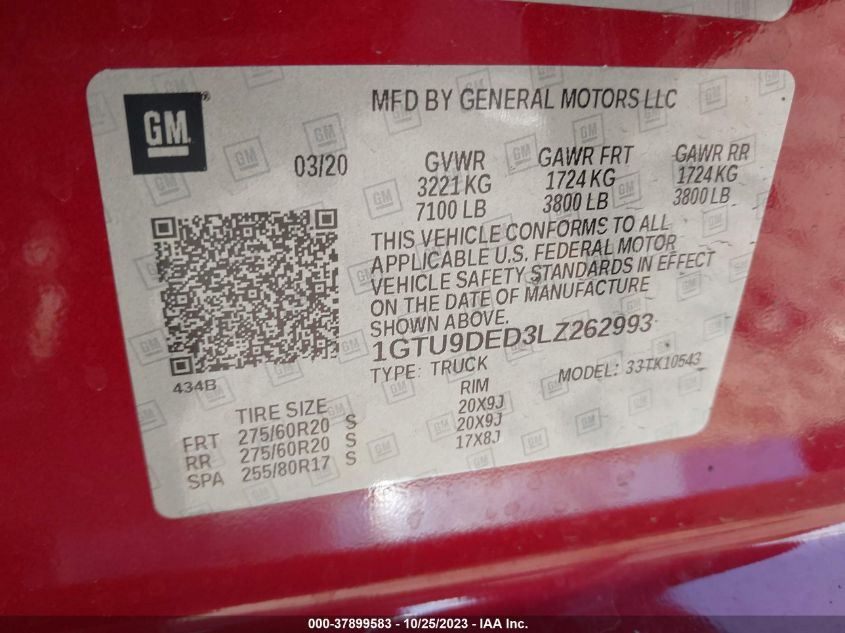 GM
MFD BY GENERAL MOTORS LLC
03/20 GVWR GAWR FRT GAWR RR
3221 KG 1724 KG 1724 KG
7100 LB 3800 LB 3800 LB
THIS VEHICLE CONFORMS TO ALL
APPLICABLE U.S. FEDERAL MOTOR
VEHICLE SAFETY STANDARDS IN EFFECT
ON THE DATE OF MANUFACTURE
SHOWN ABOVE.
1GTU9DED3LZ262993
TYPE: TRUCK MODEL: 33TK10543
434B
TIRE SIZE RIM
FRT 275/60R20 S 20X9J
RR 275/60R20 S 20X9J
SPA 255/80R17 S 17X8J
000-37899583 - 10/25/2023 - IAA Inc.